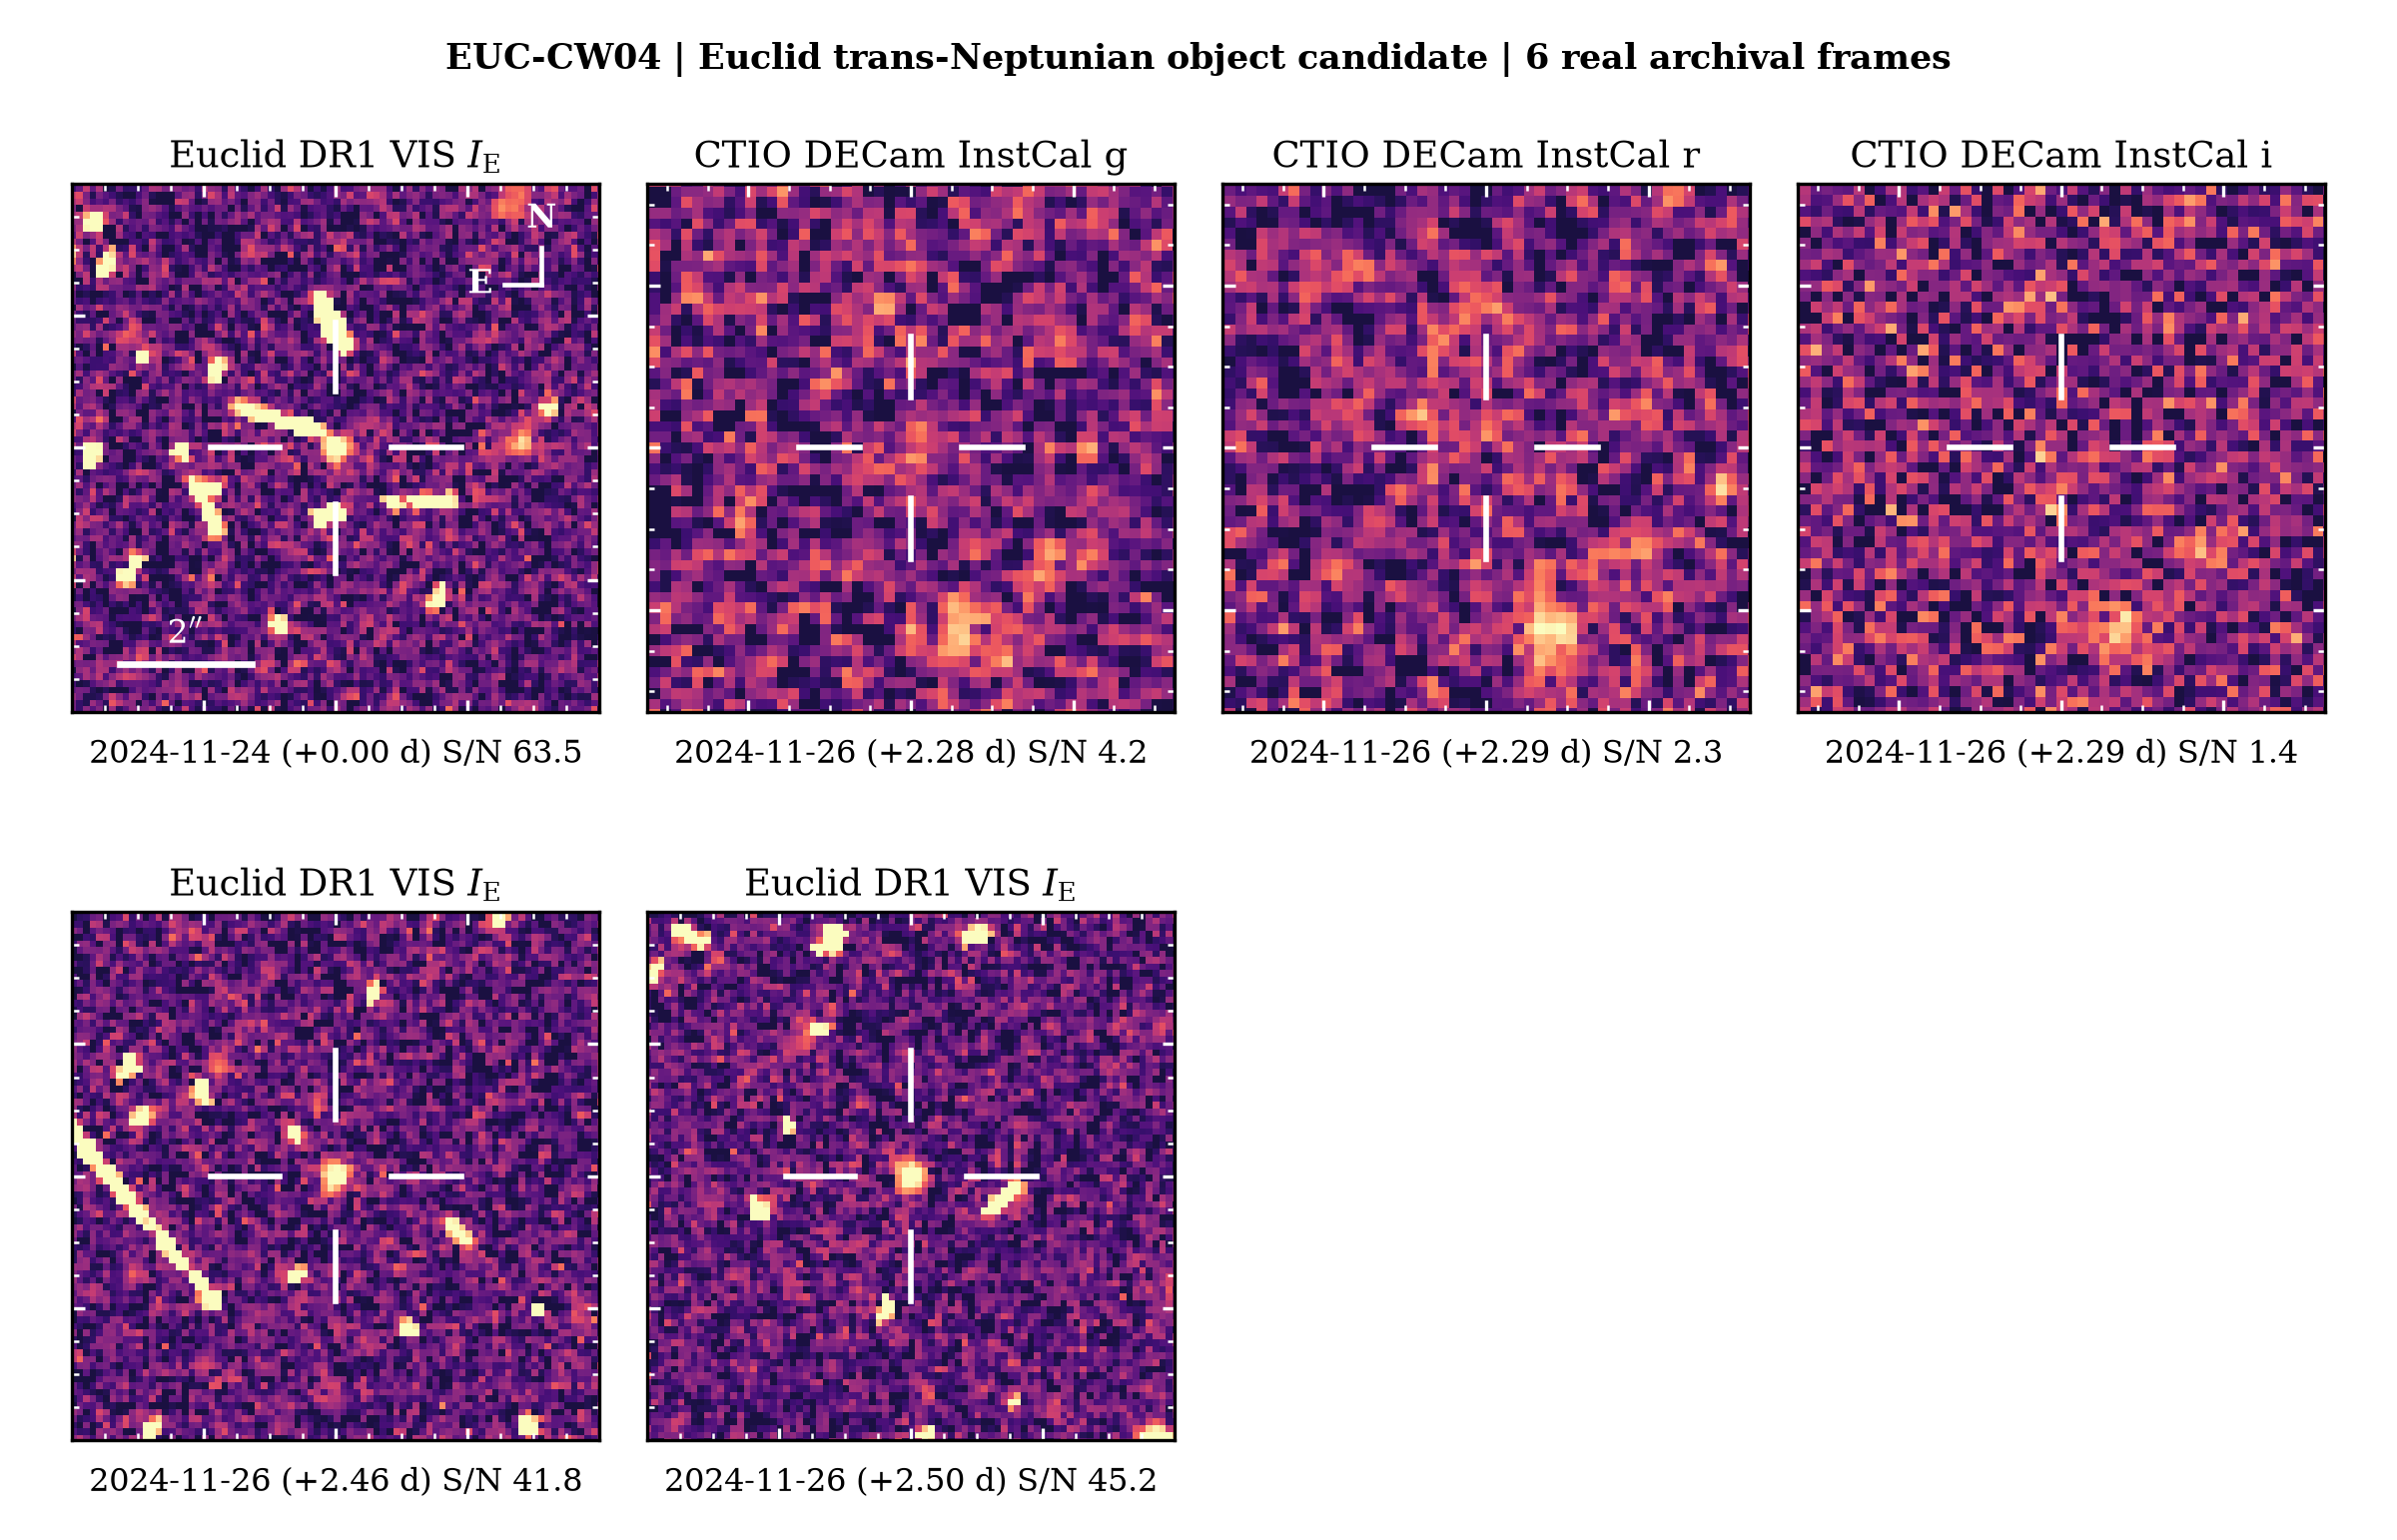 EUC-CW04 | Euclid trans-Neptunian object candidate | 6 real archival frames
Euclid DR1 VIS I_E
CTIO DECam InstCal g
CTIO DECam InstCal r
CTIO DECam InstCal i
N
E
2″
2024-11-24 (+0.00 d) S/N 63.5
2024-11-26 (+2.28 d) S/N 4.2
2024-11-26 (+2.29 d) S/N 2.3
2024-11-26 (+2.29 d) S/N 1.4
Euclid DR1 VIS I_E
Euclid DR1 VIS I_E
2024-11-26 (+2.46 d) S/N 41.8
2024-11-26 (+2.50 d) S/N 45.2